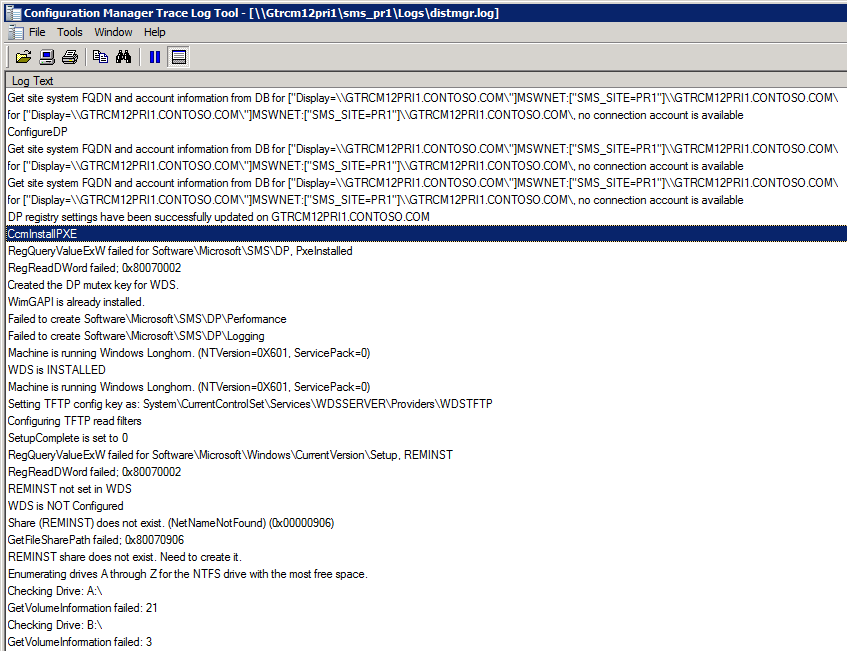 Configuration Manager Trace Log Tool - [\\Gtrcm12pri1\sms_pr1\Logs\distmgr.log]
File Tools Window Help
Log Text
Get site system FQDN and account information from DB for ["Display=\\GTRCM12PRI1.CONTOSO.COM\"]MSWNET:["SMS_SITE=PR1"]\\GTRCM12PRI1.CONTOSO.COM\
for ["Display=\\GTRCM12PRI1.CONTOSO.COM\"]MSWNET:["SMS_SITE=PR1"]\\GTRCM12PRI1.CONTOSO.COM\, no connection account is available
ConfigureDP
Get site system FQDN and account information from DB for ["Display=\\GTRCM12PRI1.CONTOSO.COM\"]MSWNET:["SMS_SITE=PR1"]\\GTRCM12PRI1.CONTOSO.COM\
for ["Display=\\GTRCM12PRI1.CONTOSO.COM\"]MSWNET:["SMS_SITE=PR1"]\\GTRCM12PRI1.CONTOSO.COM\, no connection account is available
Get site system FQDN and account information from DB for ["Display=\\GTRCM12PRI1.CONTOSO.COM\"]MSWNET:["SMS_SITE=PR1"]\\GTRCM12PRI1.CONTOSO.COM\
for ["Display=\\GTRCM12PRI1.CONTOSO.COM\"]MSWNET:["SMS_SITE=PR1"]\\GTRCM12PRI1.CONTOSO.COM\, no connection account is available
DP registry settings have been successfully updated on GTRCM12PRI1.CONTOSO.COM
CcmInstallPXE
RegQueryValueExW failed for Software\Microsoft\SMS\DP, PxeInstalled
RegReadDWord failed; 0x80070002
Created the DP mutex key for WDS.
WimGAPI is already installed.
Failed to create Software\Microsoft\SMS\DP\Performance
Failed to create Software\Microsoft\SMS\DP\Logging
Machine is running Windows Longhorn. (NTVersion=0X601, ServicePack=0)
WDS is INSTALLED
Machine is running Windows Longhorn. (NTVersion=0X601, ServicePack=0)
Setting TFTP config key as: System\CurrentControlSet\Services\WDSSERVER\Providers\WDSTFTP
Configuring TFTP read filters
SetupComplete is set to 0
RegQueryValueExW failed for Software\Microsoft\Windows\CurrentVersion\Setup, REMINST
RegReadDWord failed; 0x80070002
REMINST not set in WDS
WDS is NOT Configured
Share (REMINST) does not exist. (NetNameNotFound) (0x00000906)
GetFileSharePath failed; 0x80070906
REMINST share does not exist. Need to create it.
Enumerating drives A through Z for the NTFS drive with the most free space.
Checking Drive: A:\
GetVolumeInformation failed: 21
Checking Drive: B:\
GetVolumeInformation failed: 3